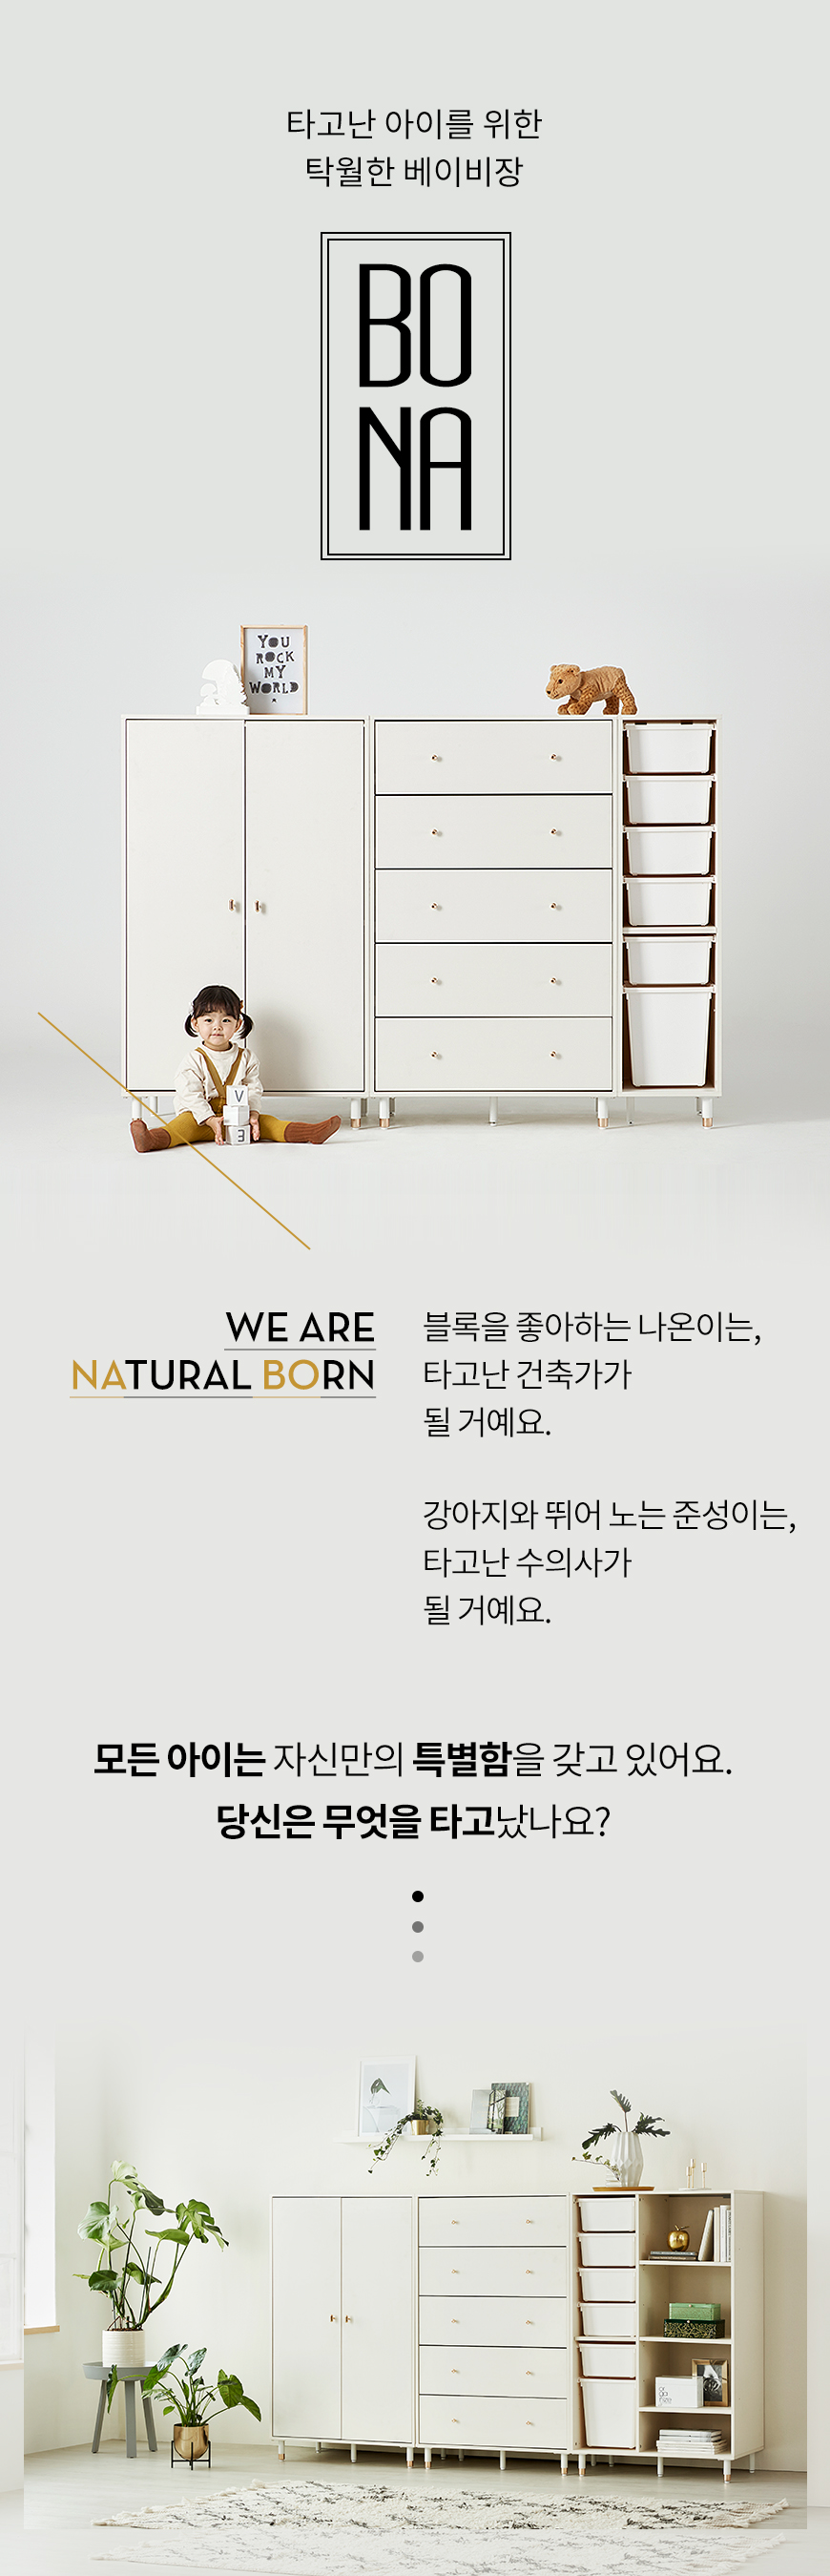 타고난 아이를 위한
탁월한 베이비장
BO
NA
YOU
ROCK
MY
WORLD
V
3
WE ARE
NATURAL BORN
블록을 좋아하는 나온이는,
타고난 건축가가
될 거예요.
강아지와 뛰어 노는 준성이는,
타고난 수의사가
될 거예요.
모든 아이는 자신만의 특별함을 갖고 있어요.
당신은 무엇을 타고났나요?
or
ga
nize